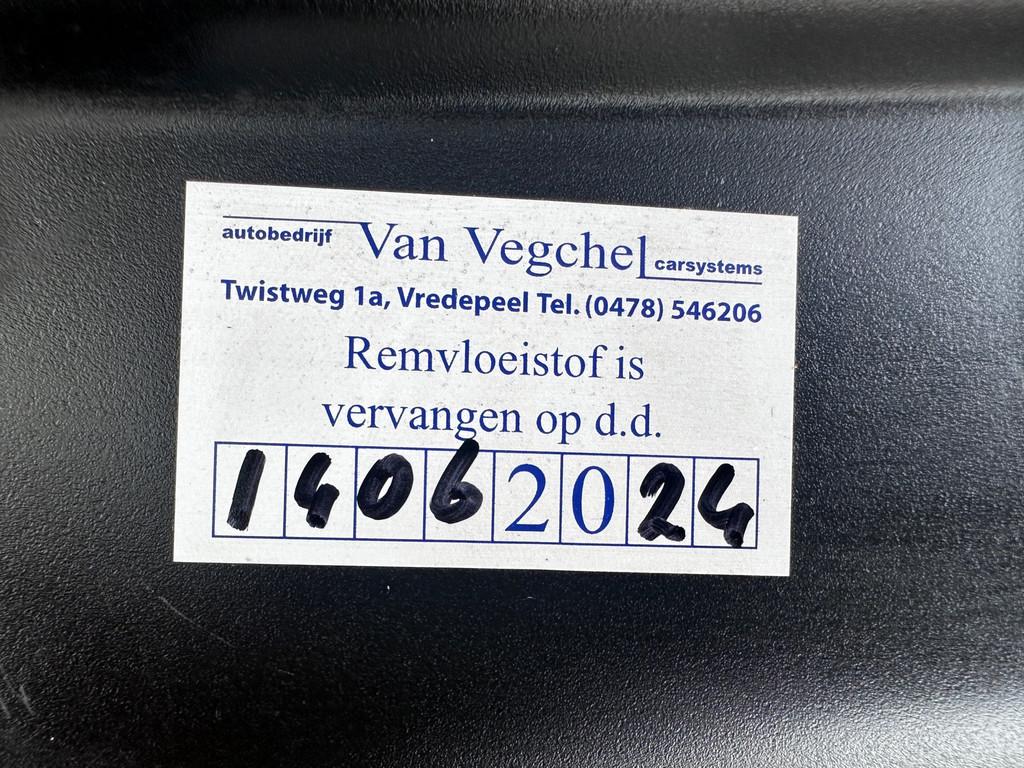 autobedrijf Van Vegchel carsystems
Twistweg 1a, Vredepeel Tel. (0478) 546206
Remvloeistof is
vervangen op d.d.
14062024